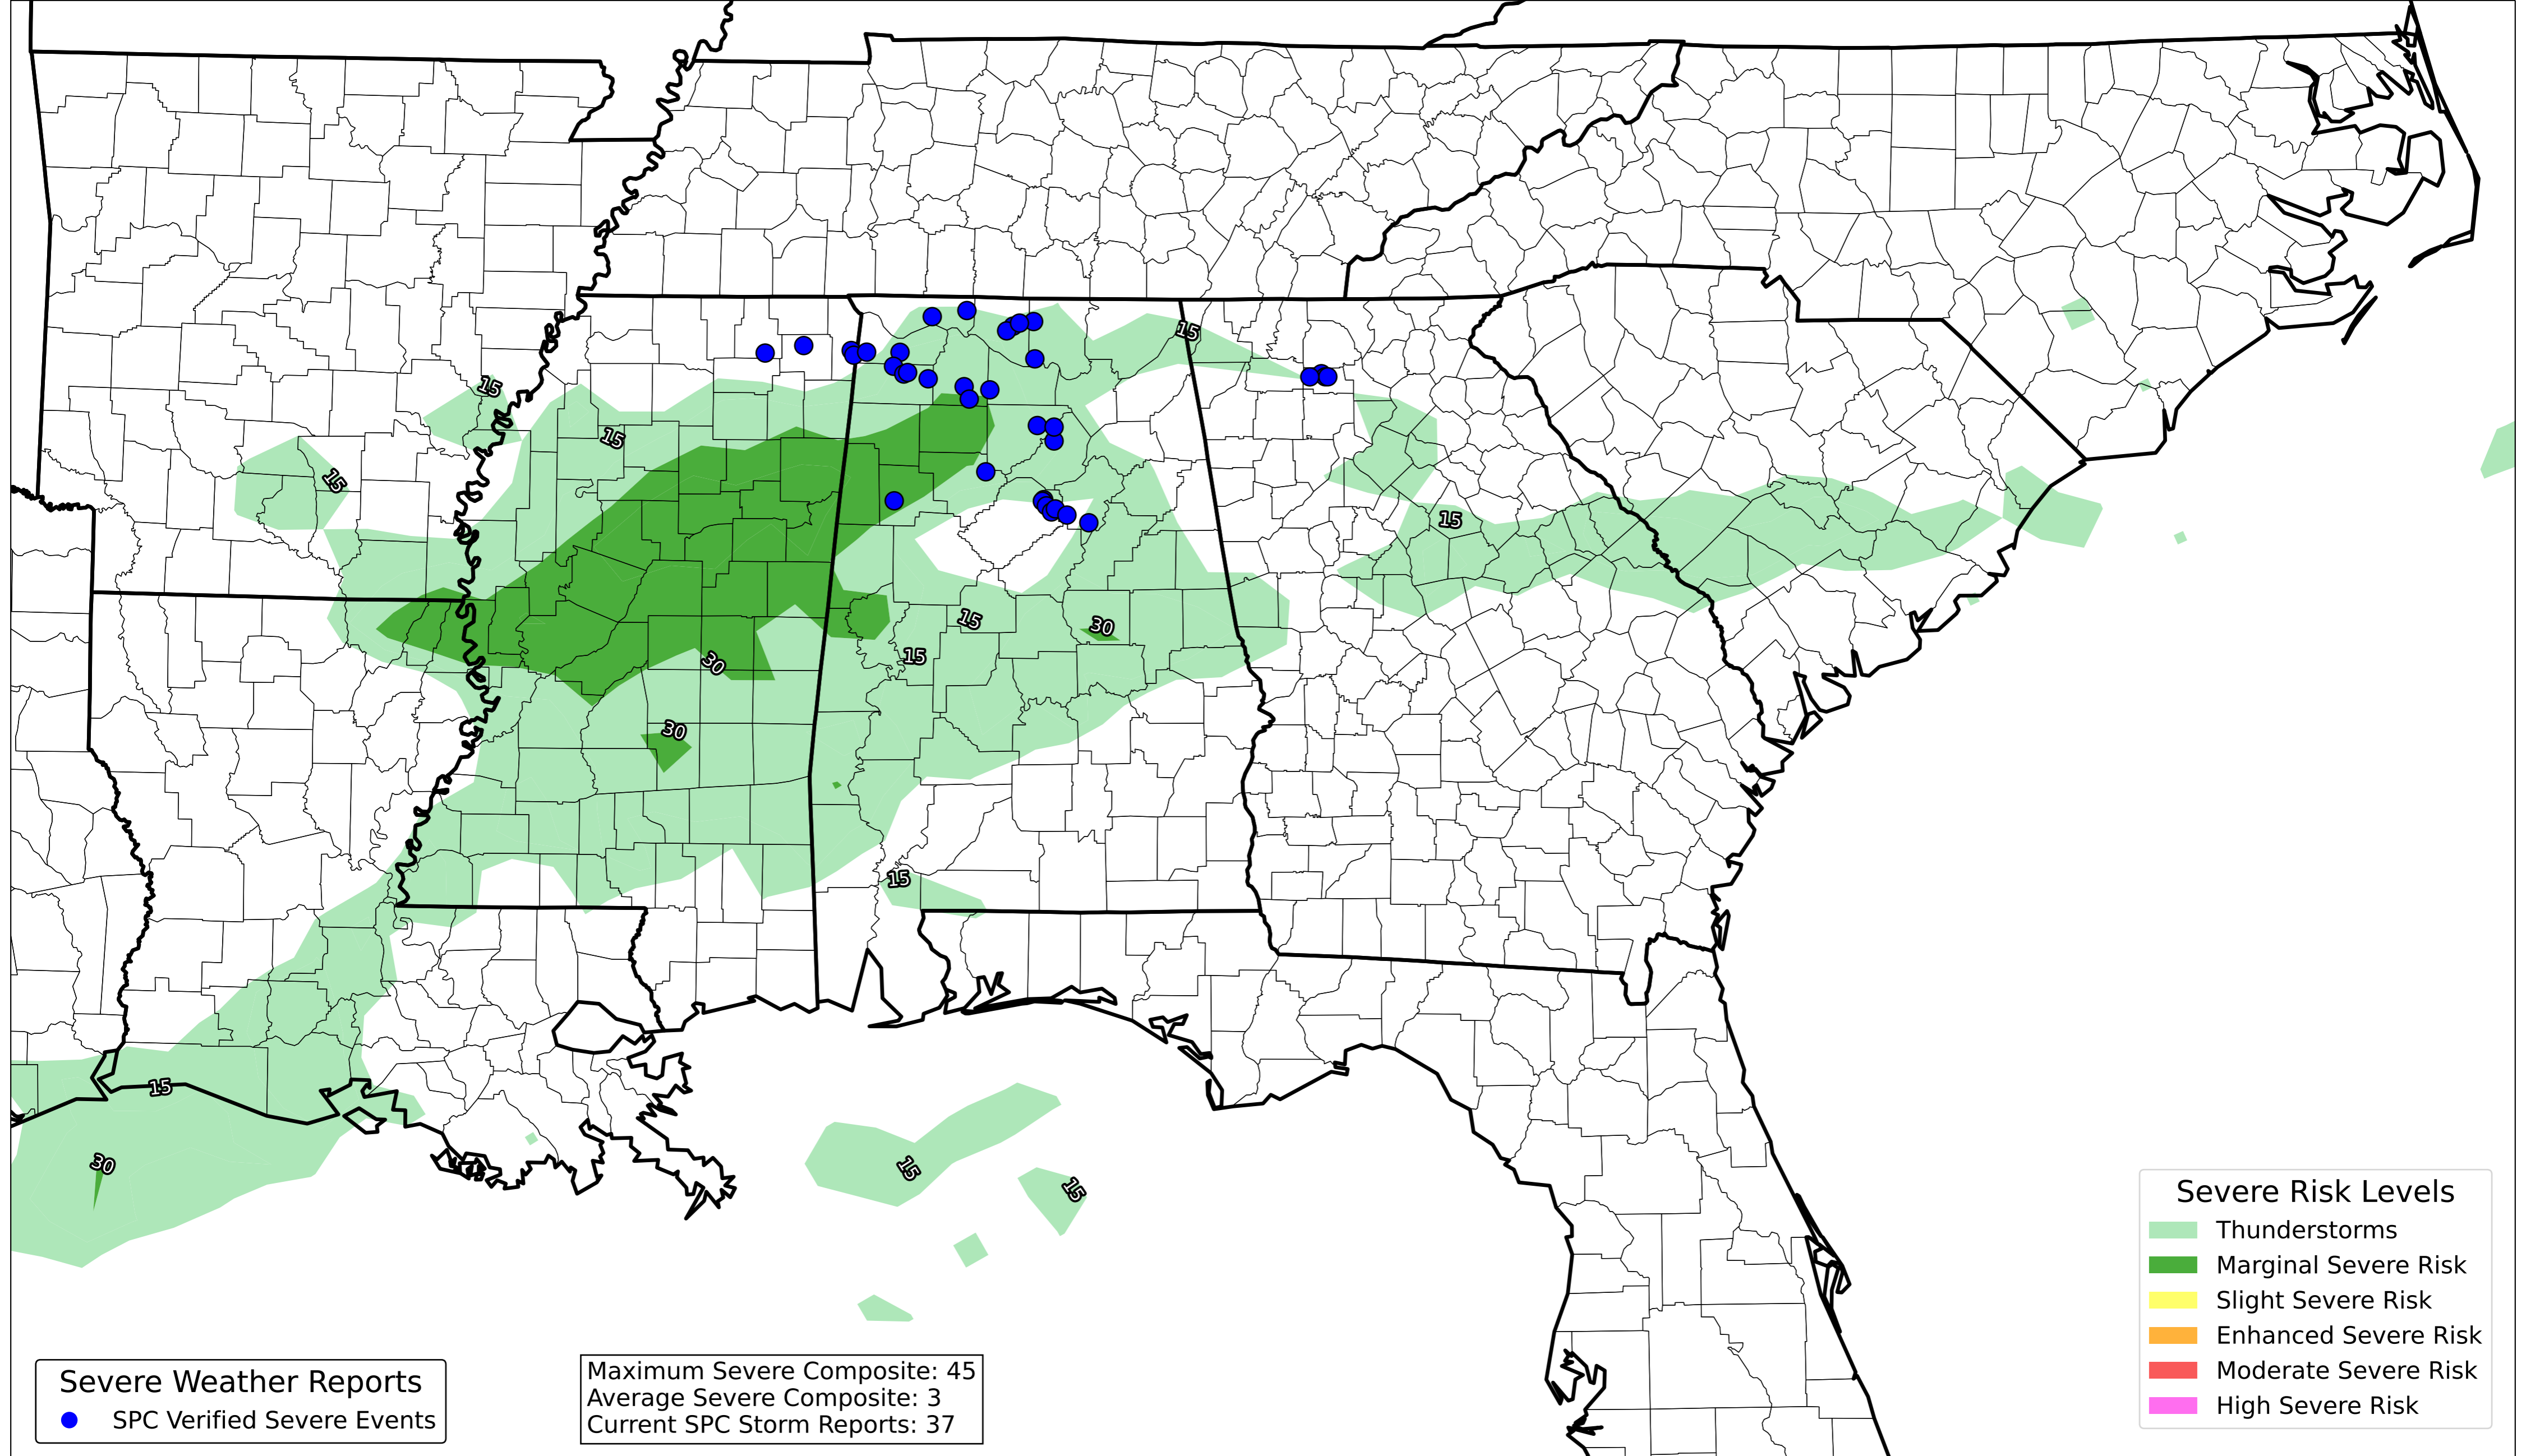 15
15
15
15
15
30
15
15
30
30
15
15
30
15
15
Severe Risk Levels
Thunderstorms
Marginal Severe Risk
Slight Severe Risk
Enhanced Severe Risk
Moderate Severe Risk
High Severe Risk
Severe Weather Reports
SPC Verified Severe Events
Maximum Severe Composite: 45
Average Severe Composite: 3
Current SPC Storm Reports: 37